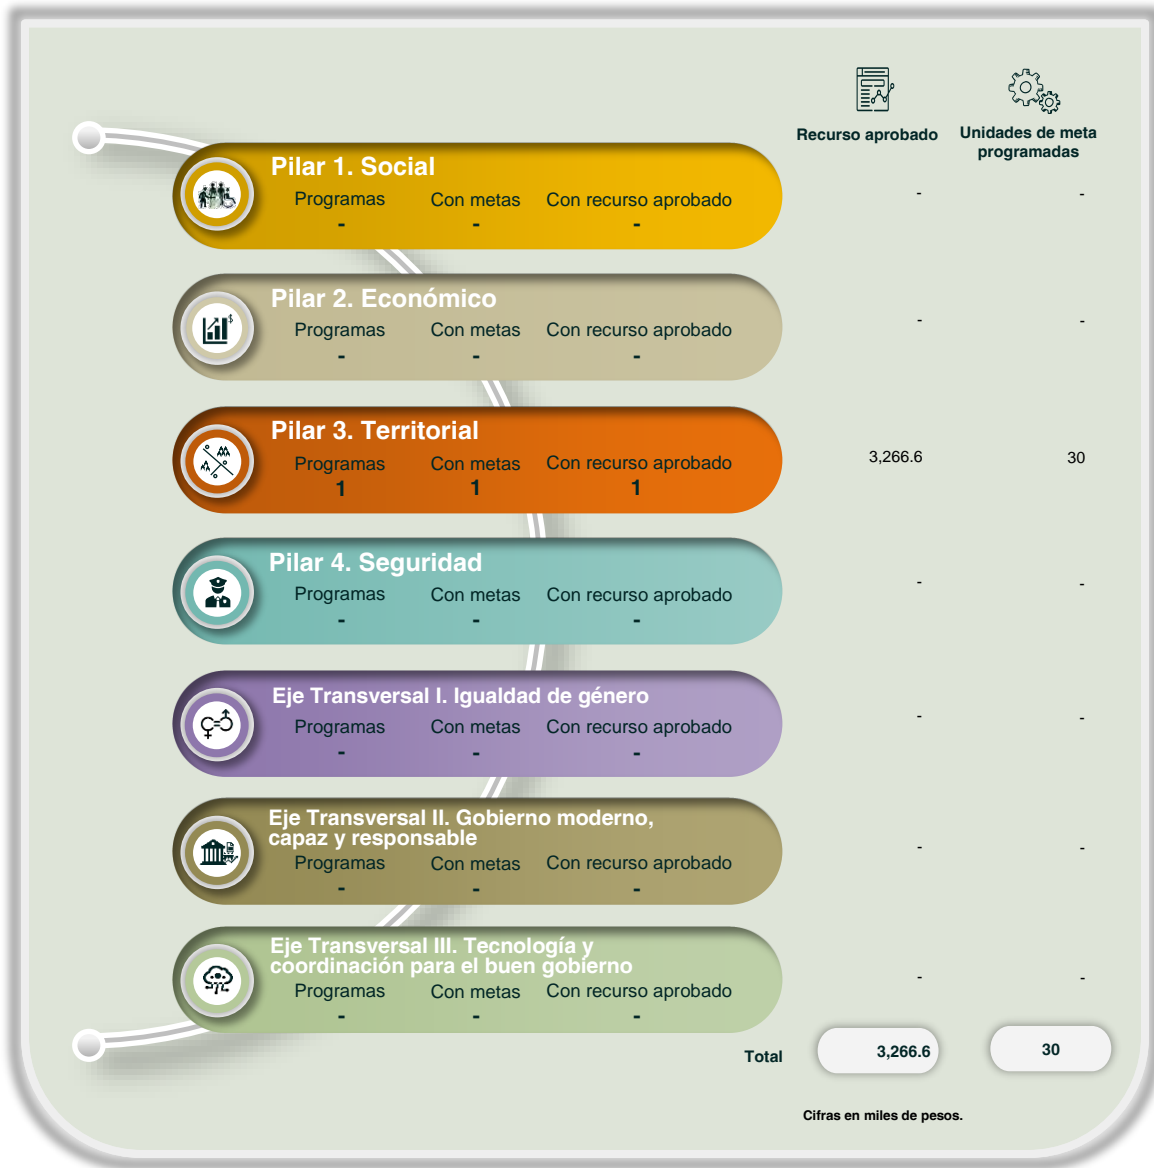 Recurso aprobado
Unidades de meta
programadas
Pilar 1. Social
Programas Con metas Con recurso aprobado
- - -
- -
Pilar 2. Económico
Programas Con metas Con recurso aprobado
- - -
- -
Pilar 3. Territorial
Programas Con metas Con recurso aprobado
1 1 1
3,266.6 30
Pilar 4. Seguridad
Programas Con metas Con recurso aprobado
- - -
- -
Eje Transversal I. Igualdad de género
Programas Con metas Con recurso aprobado
- - -
- -
Eje Transversal II. Gobierno moderno,
capaz y responsable
Programas Con metas Con recurso aprobado
- - -
- -
Eje Transversal III. Tecnología y
coordinación para el buen gobierno
Programas Con metas Con recurso aprobado
- - -
- -
Total 3,266.6 30
Cifras en miles de pesos.